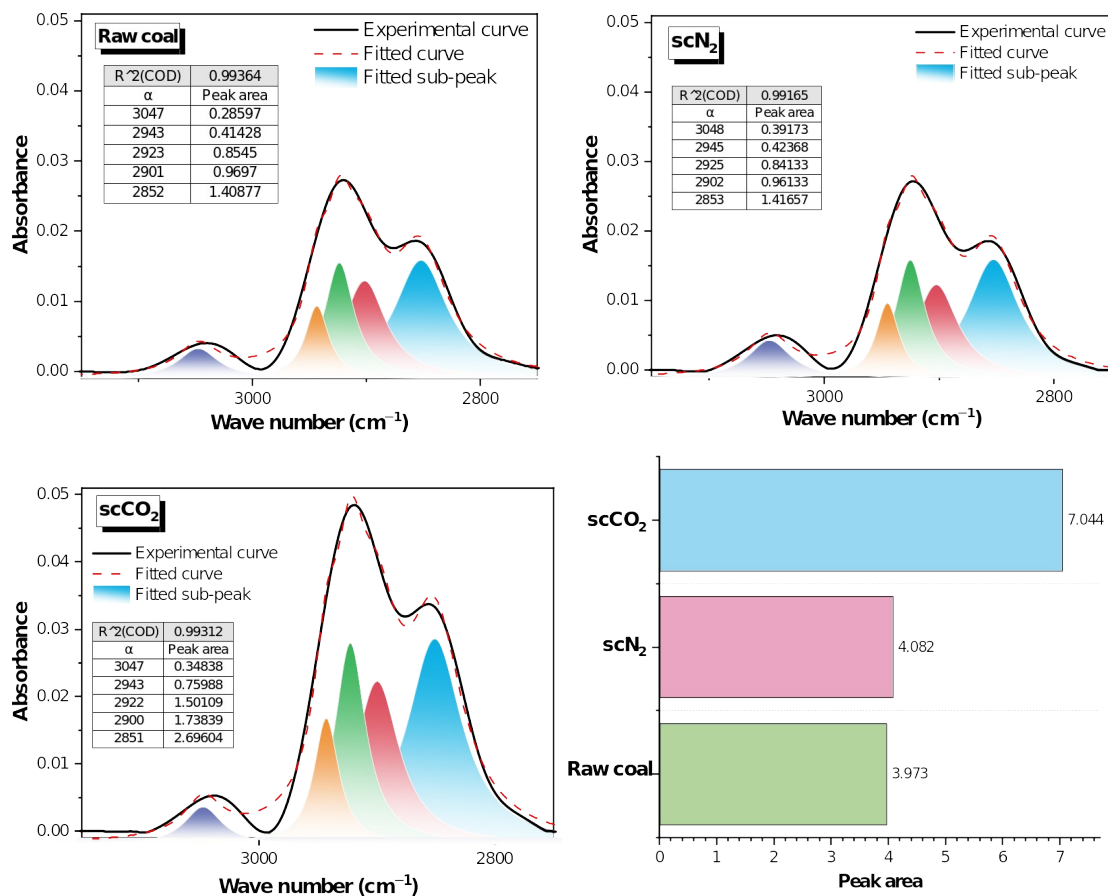 Raw coal
Experimental curve
Fitted curve
Fitted sub-peak
R^2(COD) 0.99364
α Peak area
3047 0.28597
2943 0.41428
2923 0.8545
2901 0.9697
2852 1.40877
0.05
0.04
0.03
0.02
0.01
0.00
Absorbance
3000 2800
Wave number (cm⁻¹)
scN₂
Experimental curve
Fitted curve
Fitted sub-peak
R^2(COD) 0.99165
α Peak area
3048 0.39173
2945 0.42368
2925 0.84133
2902 0.96133
2853 1.41657
0.05
0.04
0.03
0.02
0.01
0.00
Absorbance
3000 2800
Wave number (cm⁻¹)
scCO₂
Experimental curve
Fitted curve
Fitted sub-peak
R^2(COD) 0.99312
α Peak area
3047 0.34838
2943 0.75988
2922 1.50109
2900 1.73839
2851 2.69604
0.05
0.04
0.03
0.02
0.01
0.00
Absorbance
3000 2800
Wave number (cm⁻¹)
scCO₂ 7.044
scN₂ 4.082
Raw coal 3.973
0 1 2 3 4 5 6 7
Peak area